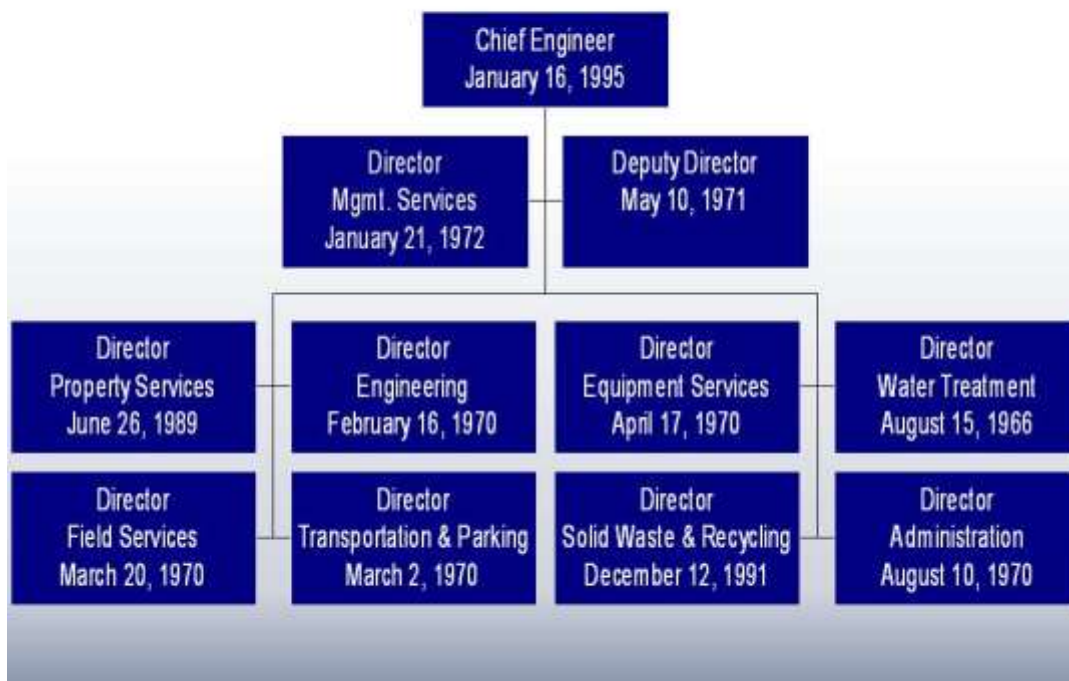 Chief Engineer
January 16, 1995
Director
Mgmt. Services
January 21, 1972
Deputy Director
May 10, 1971
Director
Property Services
June 26, 1989
Director
Engineering
February 16, 1970
Director
Equipment Services
April 17, 1970
Director
Water Treatment
August 15, 1966
Director
Field Services
March 20, 1970
Director
Transportation & Parking
March 2, 1970
Director
Solid Waste & Recycling
December 12, 1991
Director
Administration
August 10, 1970